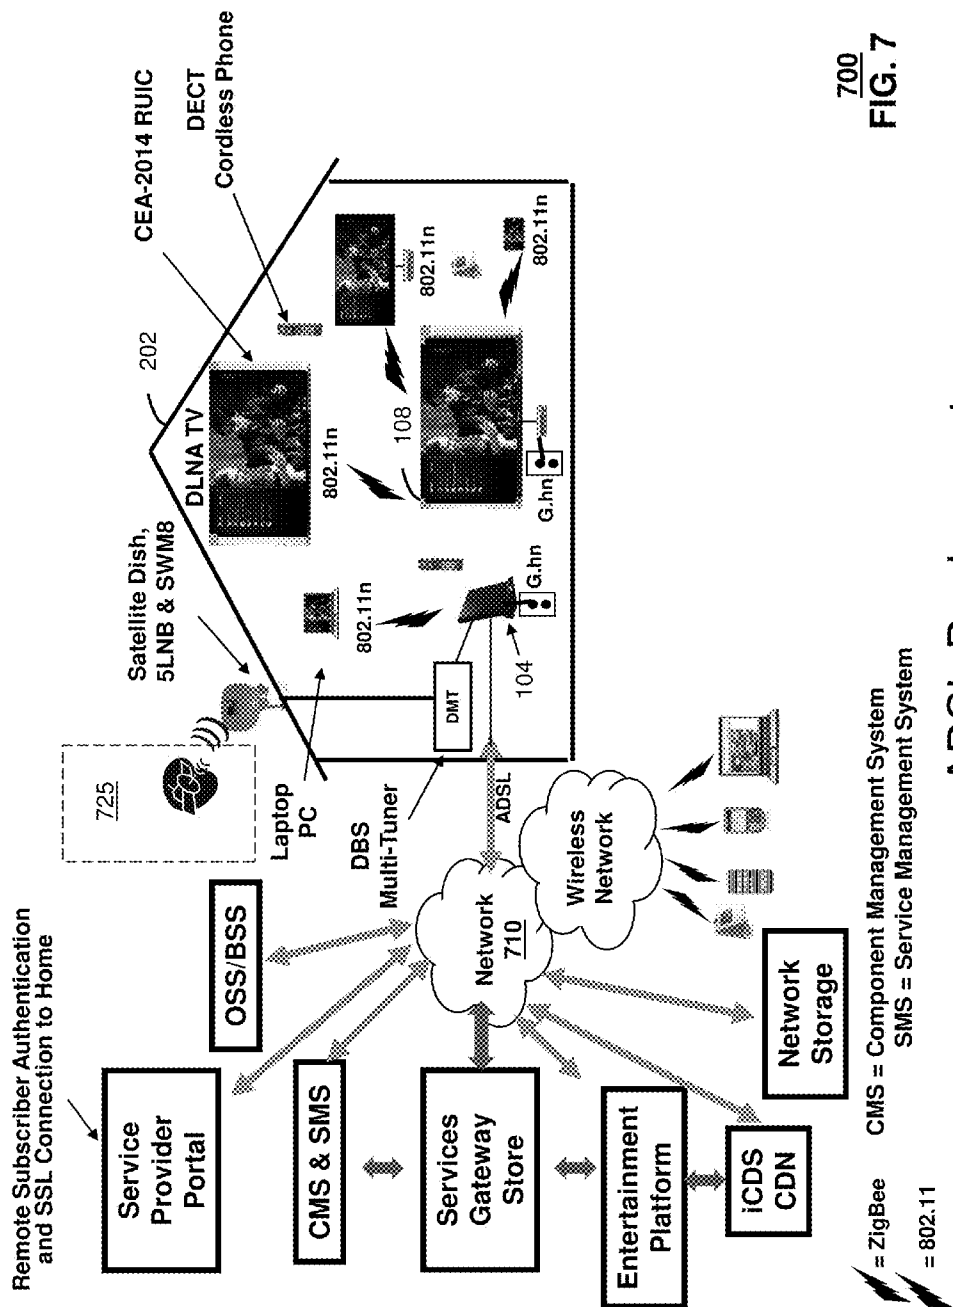 Remote Subscriber Authentication
and SSL Connection to Home
Service
Provider
Portal
OSS/BSS
CMS & SMS
Services
Gateway
Store
Entertainment
Platform
iCDS
CDN
Network
Storage
Network
710
Wireless
Network
ADSL
725
Satellite Dish,
5LNB & SWM8
Laptop
PC
DBS
Multi-Tuner
DMT
104
G.hn
802.11n
DLNA TV
202
802.11n
108
G.hn
CEA-2014 RUIC
DECT
Cordless Phone
802.11n
802.11n
= ZigBee
= 802.11
CMS = Component Management System
SMS = Service Management System
700
FIG. 7